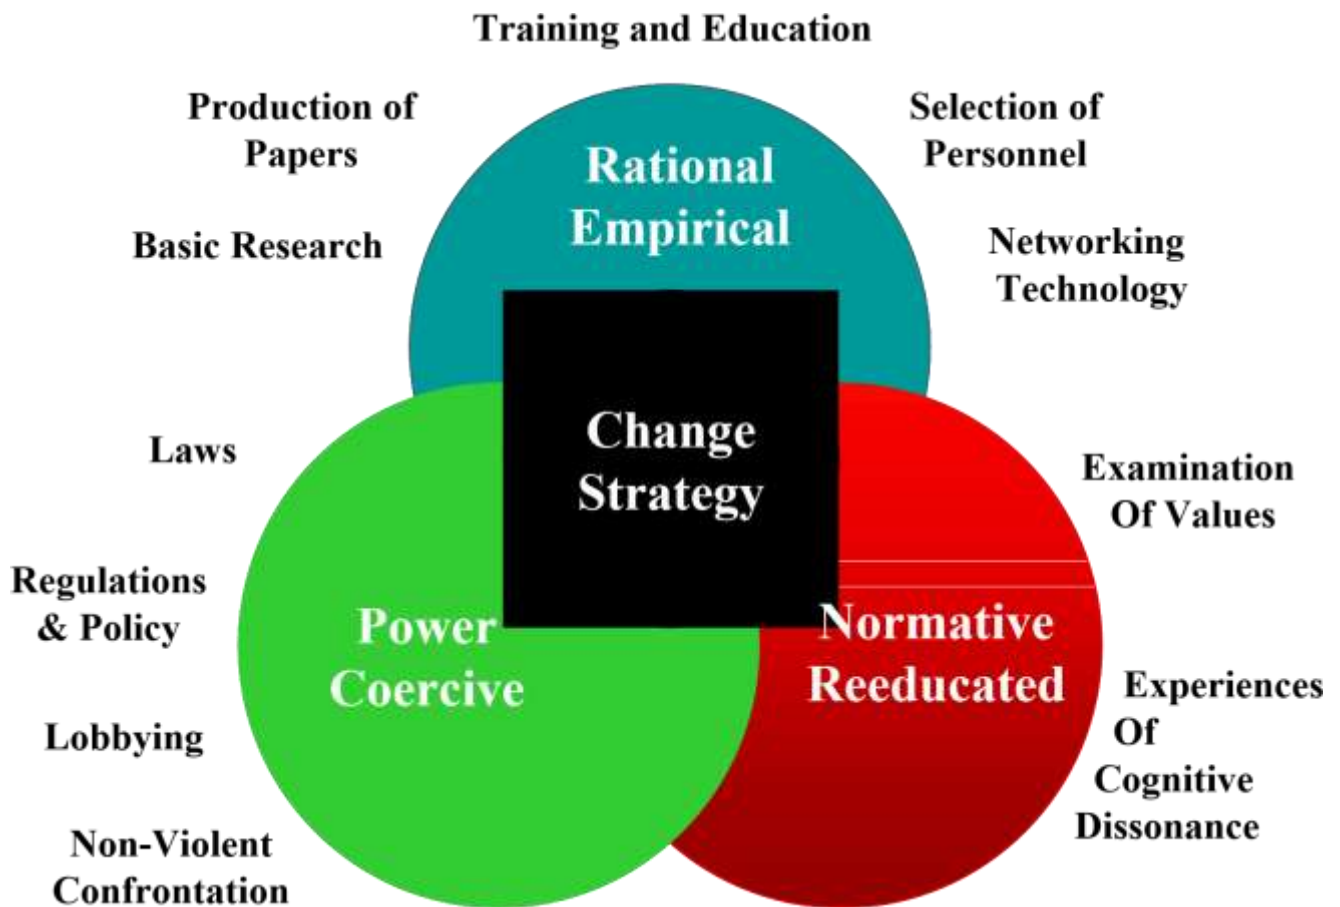 Training and Education
Production of
Papers
Selection of
Personnel
Rational
Empirical
Basic Research
Networking
Technology
Change
Strategy
Laws
Examination
Of Values
Regulations
& Policy
Power
Coercive
Normative
Reeducated
Experiences
Of
Cognitive
Dissonance
Lobbying
Non-Violent
Confrontation